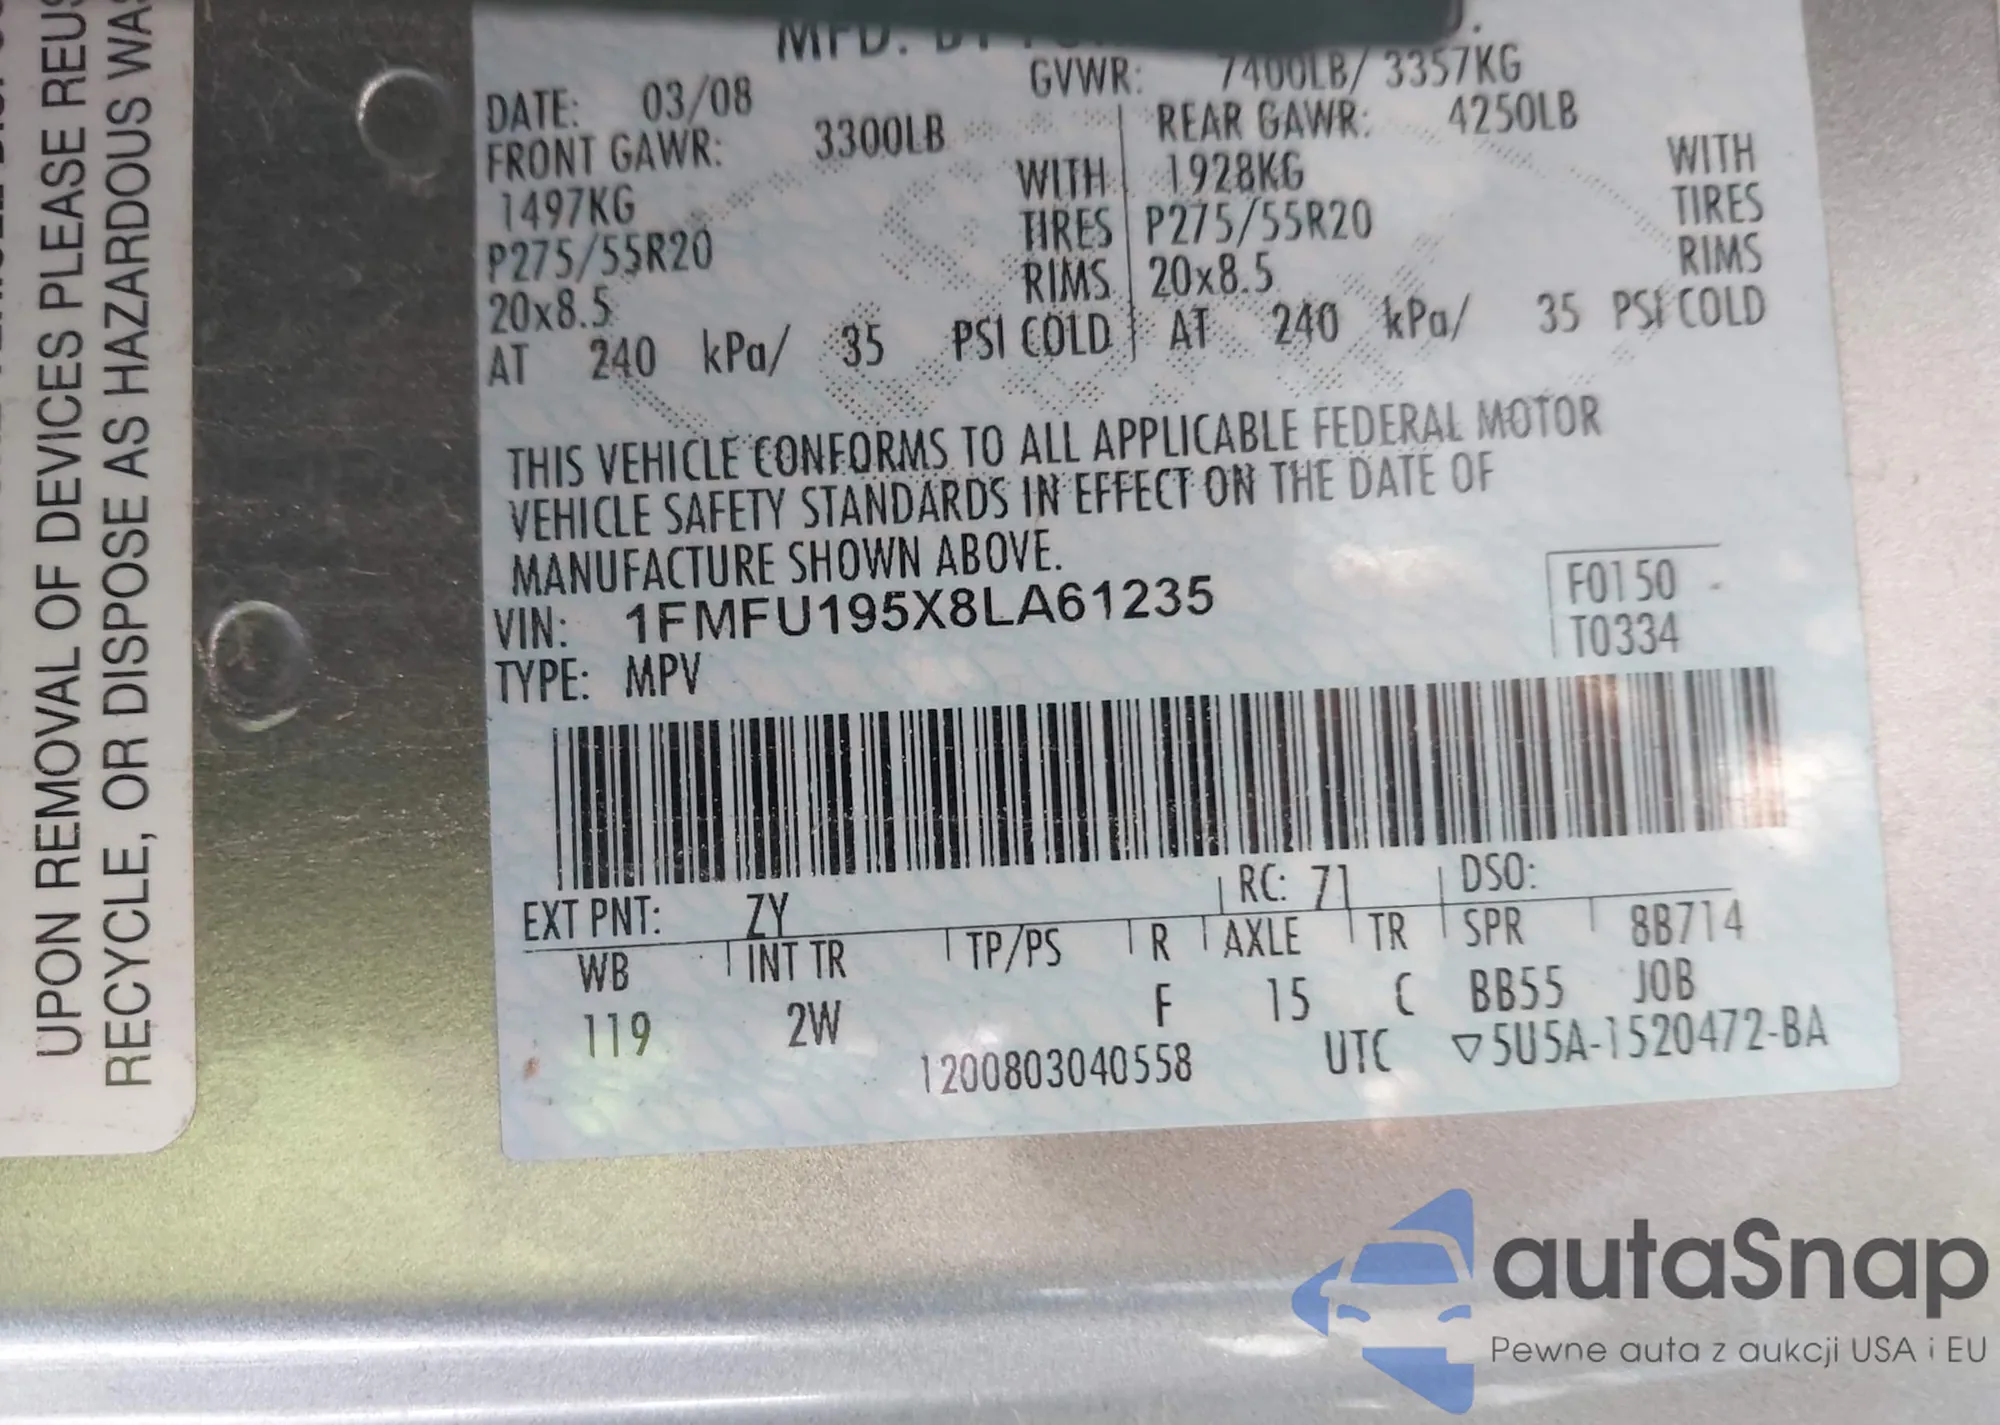 UPON REMOVAL OF DEVICES PLEASE
RECYCLE, OR DISPOSE AS HAZARDOUS
MFD. BY
GVWR: 7400LB/ 3357KG
DATE: 03/08
FRONT GAWR: 3300LB
1497KG WITH
P275/55R20 TIRES
20x8.5 RIMS
AT 240 kPa/ 35 PSI COLD
REAR GAWR: 4250LB
1928KG WITH
P275/55R20 TIRES
20x8.5 RIMS
AT 240 kPa/ 35 PSI COLD
THIS VEHICLE CONFORMS TO ALL APPLICABLE FEDERAL MOTOR
VEHICLE SAFETY STANDARDS IN EFFECT ON THE DATE OF
MANUFACTURE SHOWN ABOVE.
VIN: 1FMFU195X8LA61235
TYPE: MPV
F0150
T0334
EXT PNT: ZY RC: 71 DSO:
WB INT TR TP/PS R AXLE TR SPR 8B714
119 2W F 15 C BB55 JOB
1200803040558 UTC ▽5U5A-1520472-BA
autaSnap
Pewne auta z aukcji USA i EU